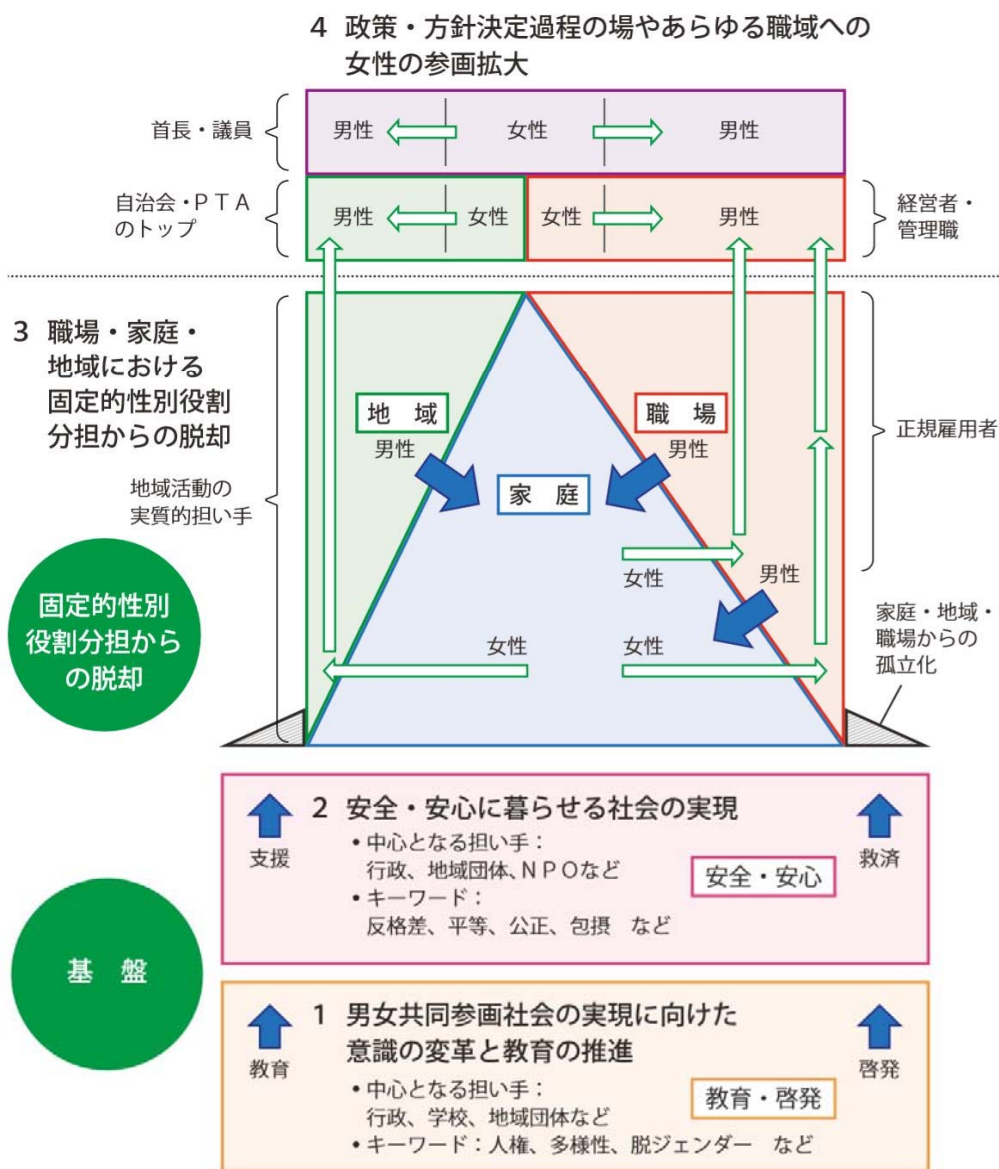 4 政策・方針決定過程の場やあらゆる職域への
女性の参画拡大
首長・議員
男性
女性
男性
自治会・PTA
のトップ
男性
女性
女性
男性
経営者・
管理職
3 職場・家庭・
地域における
固定的性別役割
分担からの脱却
地域活動の
実質的担い手
地 域
男性
職 場
男性
家 庭
正規雇用者
女性
男性
女性
女性
家庭・地域・
職場からの
孤立化
固定的性別
役割分担から
の脱却
2 安全・安心に暮らせる社会の実現
•中心となる担い手:
行政、地域団体、NPOなど
•キーワード:
反格差、平等、公正、包摂 など
支援
救済
安全・安心
基 盤
1 男女共同参画社会の実現に向けた
意識の変革と教育の推進
•中心となる担い手:
行政、学校、地域団体など
•キーワード:人権、多様性、脱ジェンダー など
教育
啓発
教育・啓発